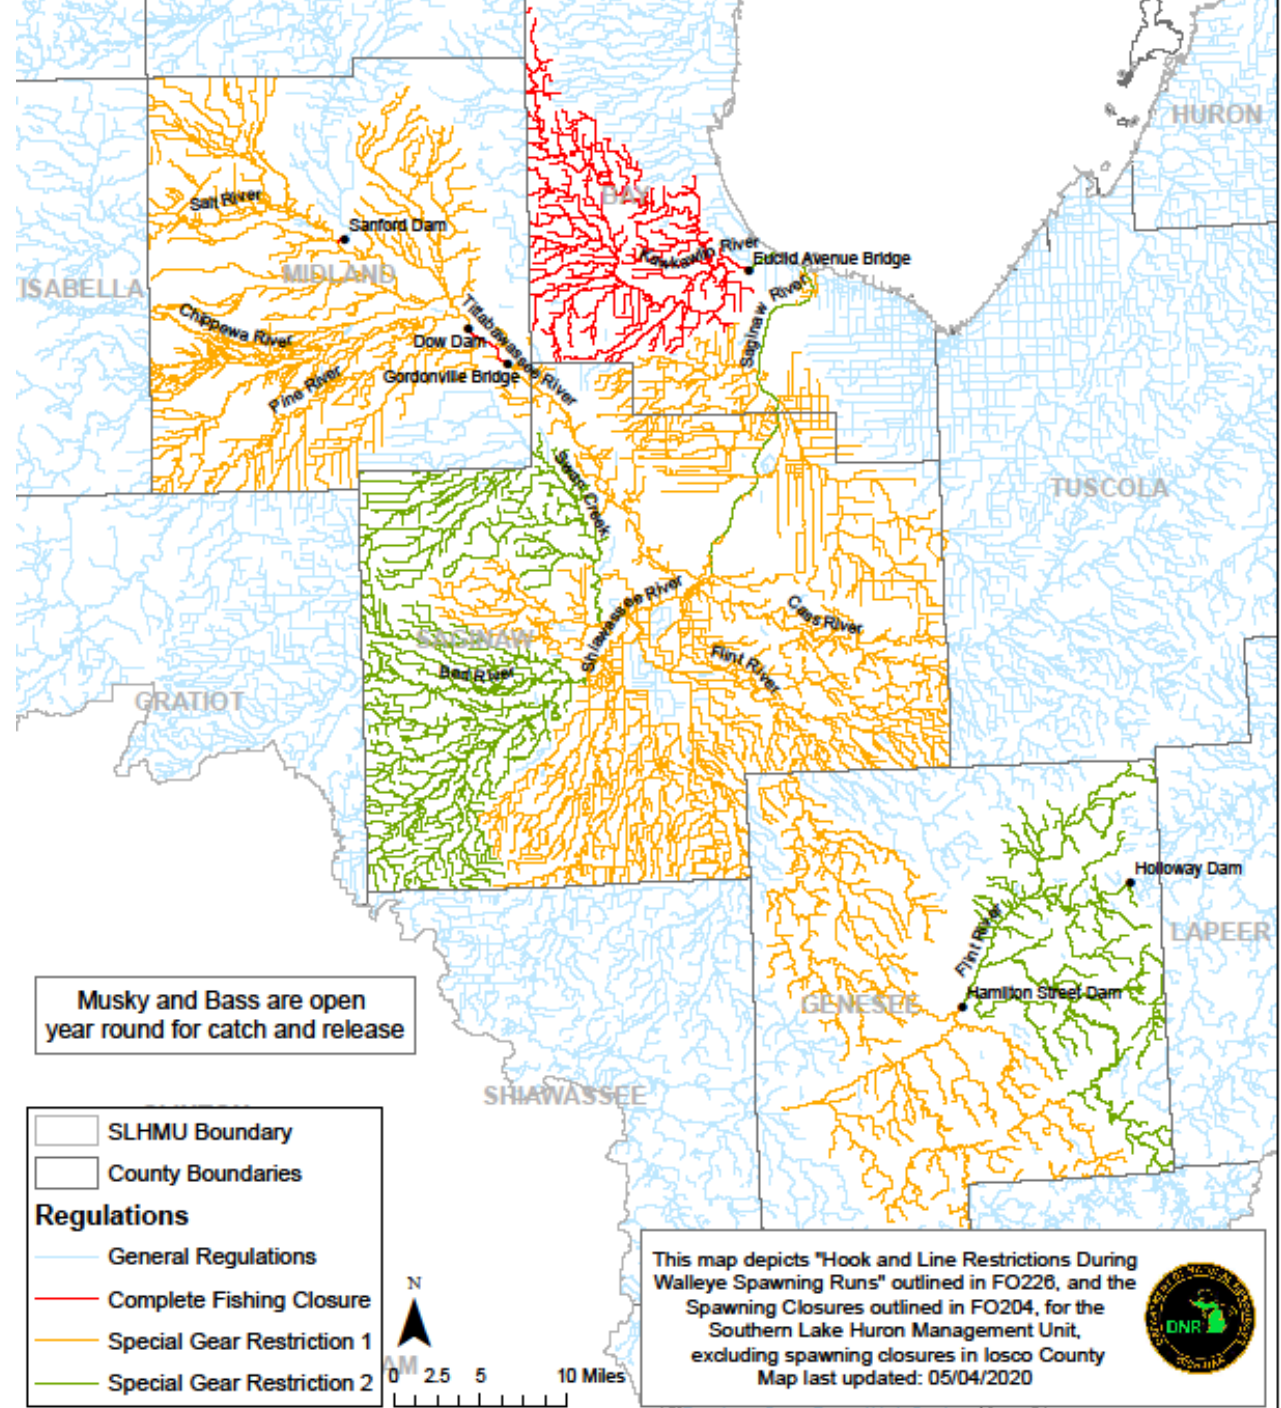 HURON
BAY
Salt River
Sanford Dam
Kawkawlin River
Euclid Avenue Bridge
MIDLAND
ISABELLA
Saginaw River
Chippewa River
Tittabawassee River
Dow Dam
Gordonville Bridge
Pine River
Swan Creek
TUSCOLA
Shiawassee River
Cass River
SAGINAW
Flint River
Bad River
GRATIOT
Holloway Dam
Flint River
LAPEER
Hamilton Street Dam
GENESEE
Musky and Bass are open
year round for catch and release
SHIAWASSEE
SLHMU Boundary
County Boundaries
Regulations
General Regulations
Complete Fishing Closure
Special Gear Restriction 1
Special Gear Restriction 2
N
AM
0 2.5 5 10 Miles
This map depicts "Hook and Line Restrictions During
Walleye Spawning Runs" outlined in FO226, and the
Spawning Closures outlined in FO204, for the
Southern Lake Huron Management Unit,
excluding spawning closures in Iosco County
Map last updated: 05/04/2020
DNR